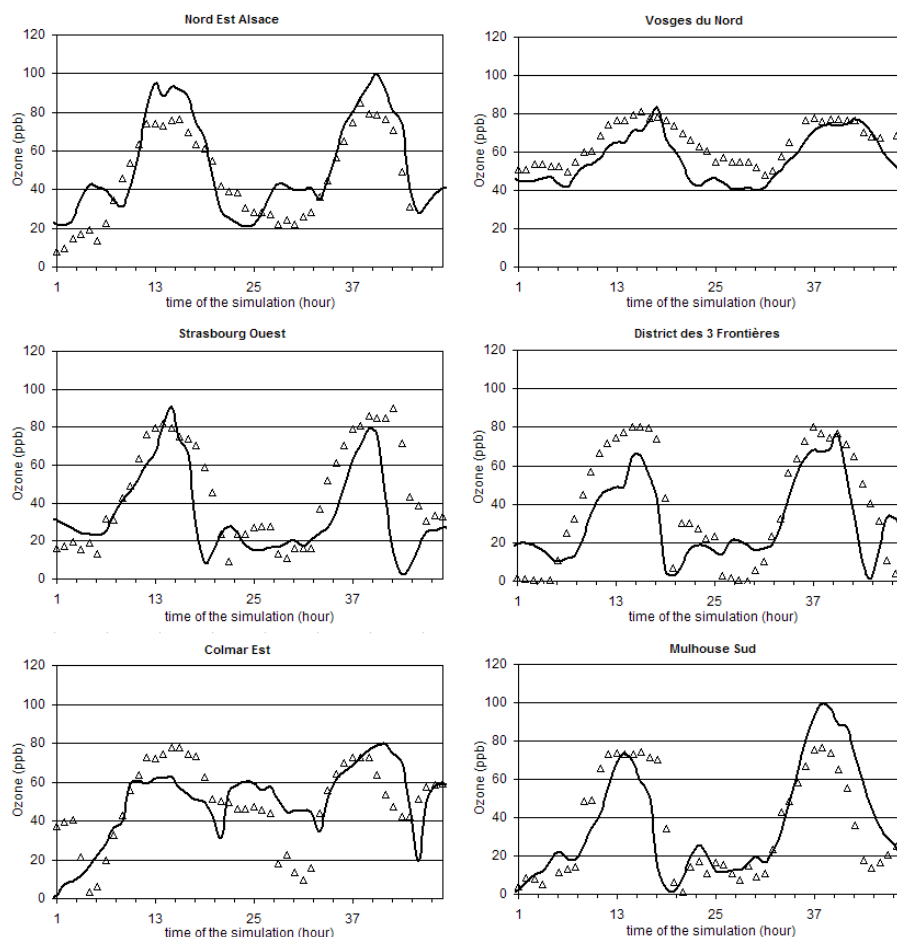 Nord Est Alsace
Ozone (ppb)
120
100
80
60
40
20
0
1 13 25 37
time of the simulation (hour)
Vosges du Nord
Ozone (ppb)
120
100
80
60
40
20
0
1 13 25 37
time of the simulation (hour)
Strasbourg Ouest
Ozone (ppb)
120
100
80
60
40
20
0
1 13 25 37
time of the simulation (hour)
District des 3 Frontières
Ozone (ppb)
120
100
80
60
40
20
0
1 13 25 37
time of the simulation (hour)
Colmar Est
Ozone (ppb)
120
100
80
60
40
20
0
1 13 25 37
time of the simulation (hour)
Mulhouse Sud
Ozone (ppb)
120
100
80
60
40
20
0
1 13 25 37
time of the simulation (hour)